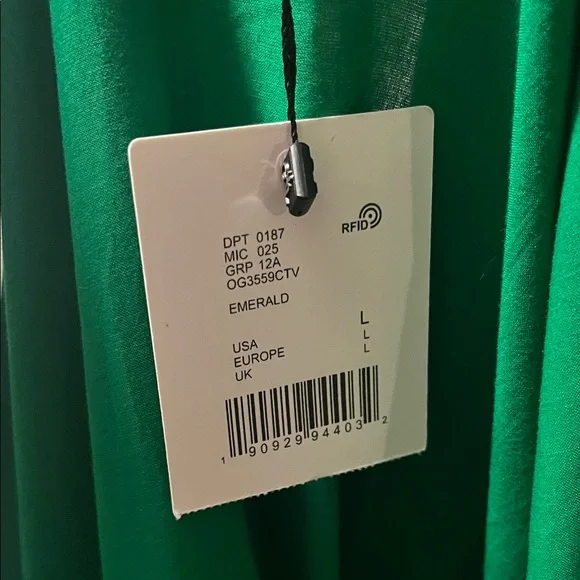 RFID
DPT 0187
MIC 025
GRP 12A
OG3559CTV
EMERALD
L
USA L
EUROPE L
UK
1 90929 94403 2